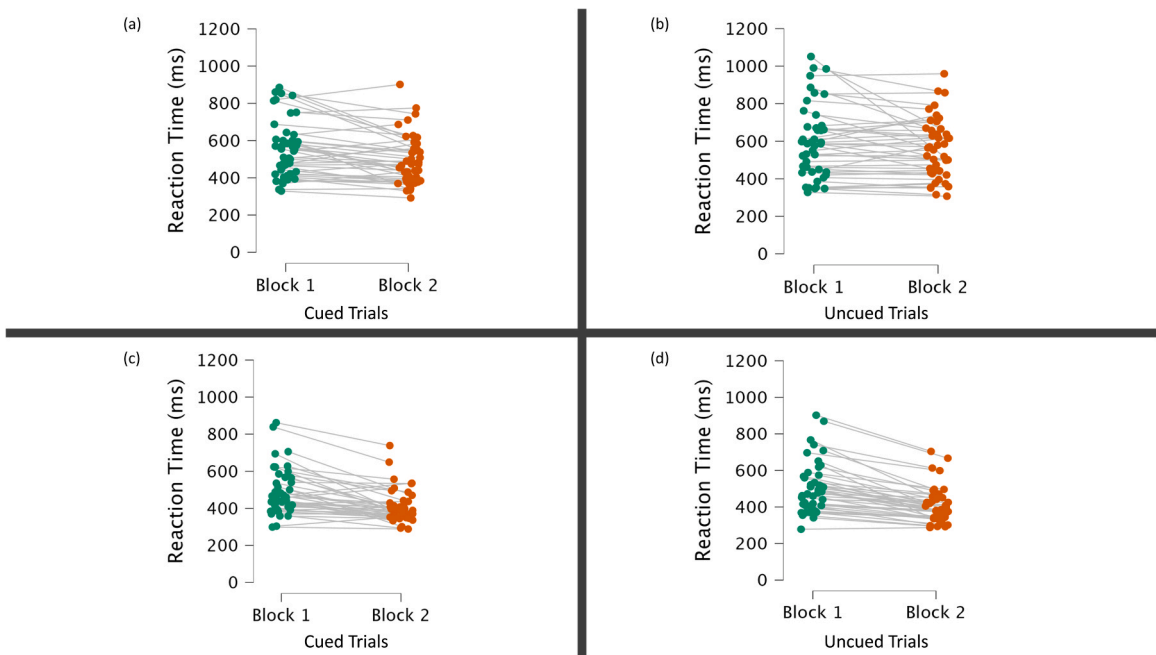 (a)
Reaction Time (ms)
1200
1000
800
600
400
200
0
Block 1 Block 2
Cued Trials
(b)
Reaction Time (ms)
1200
1000
800
600
400
200
0
Block 1 Block 2
Uncued Trials
(c)
Reaction Time (ms)
1200
1000
800
600
400
200
0
Block 1 Block 2
Cued Trials
(d)
Reaction Time (ms)
1200
1000
800
600
400
200
0
Block 1 Block 2
Uncued Trials